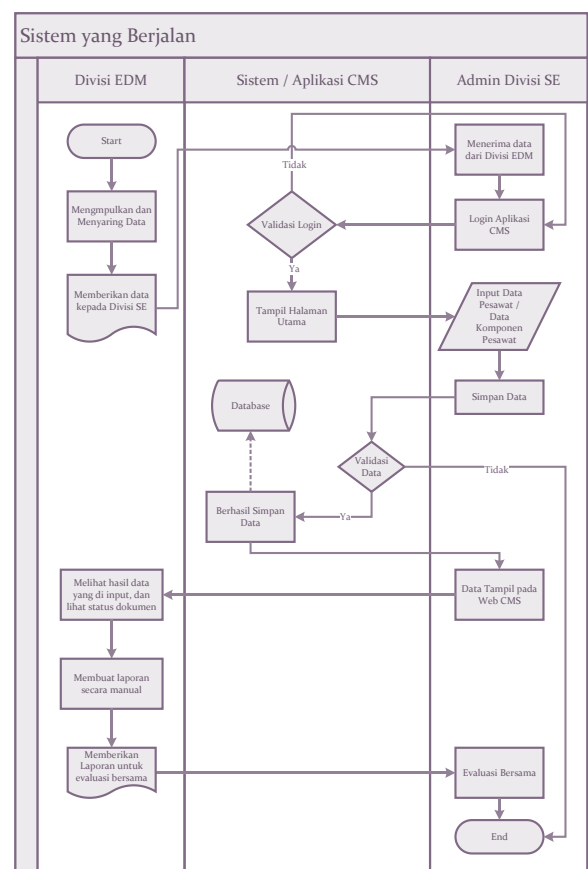 Sistem yang Berjalan
Divisi EDM
Sistem / Aplikasi CMS
Admin Divisi SE
Start
Menerima data
dari Divisi EDM
Tidak
Mengmpulkan dan
Menyaring Data
Validasi Login
Login Aplikasi
CMS
Ya
Memberikan data
kepada Divisi SE
Tampil Halaman
Utama
Input Data
Pesawat /
Data
Komponen
Pesawat
Simpan Data
Database
Validasi
Data
Tidak
Berhasil Simpan
Data
Ya
Melihat hasil data
yang di input, dan
lihat status dokumen
Data Tampil pada
Web CMS
Membuat laporan
secara manual
Memberikan
Laporan untuk
evaluasi bersama
Evaluasi Bersama
End